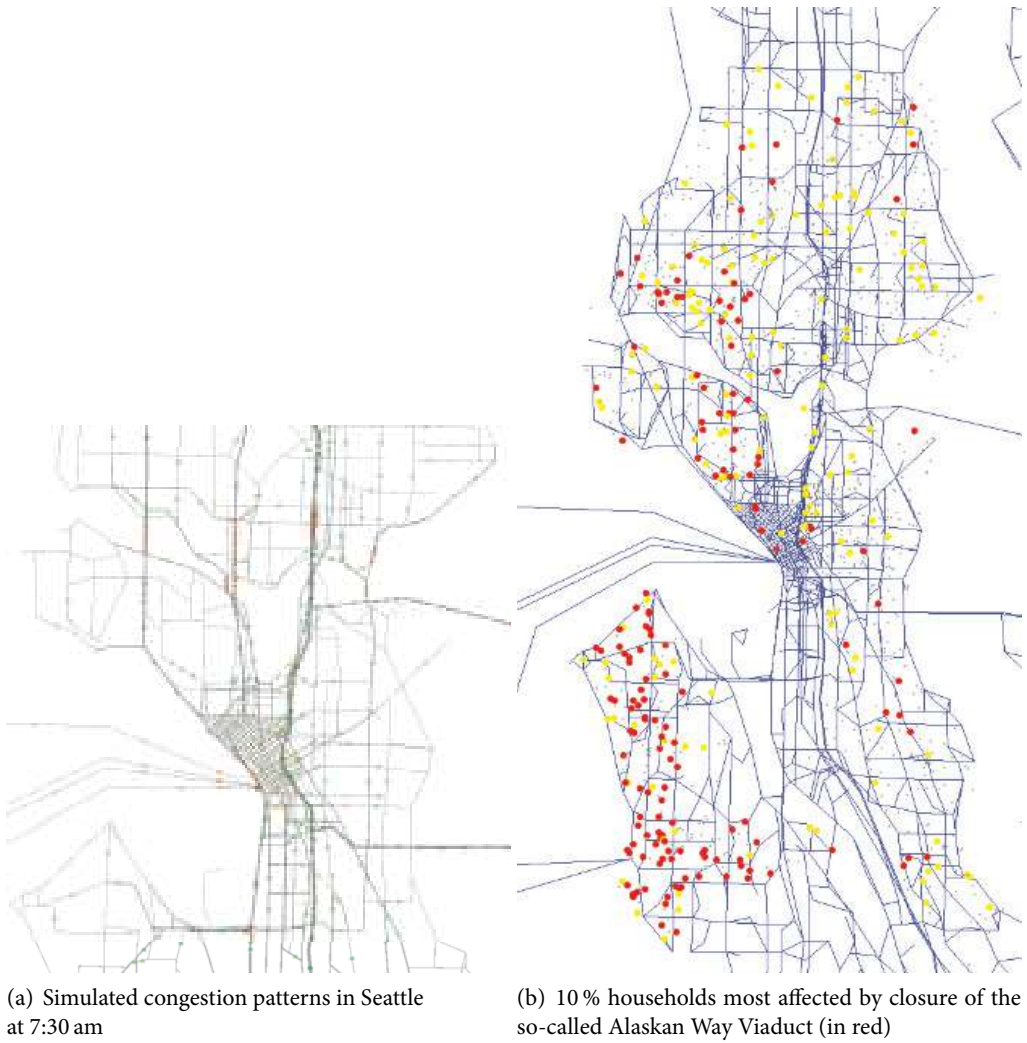 (a) Simulated congestion patterns in Seattle
at 7:30 am
(b) 10 % households most affected by closure of the
so-called Alaskan Way Viaduct (in red)